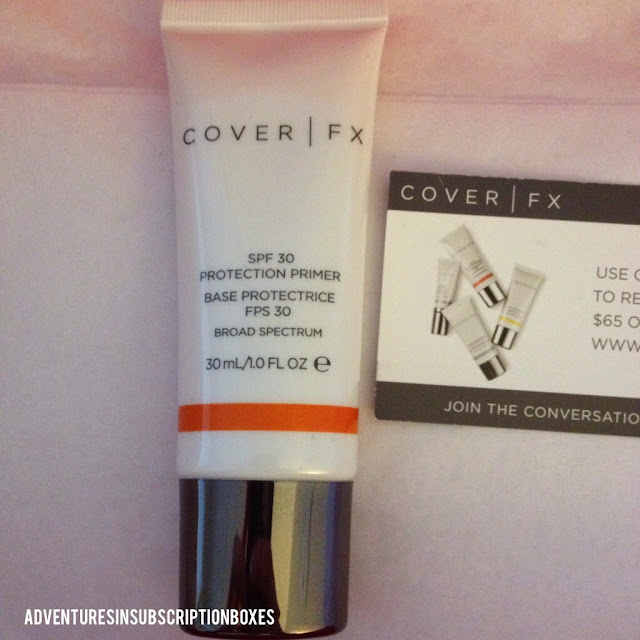 COVER | FX
SPF 30
PROTECTION PRIMER
BASE PROTECTRICE
FPS 30
BROAD SPECTRUM
30 mL/1.0 FL OZ e
COVER | FX
USE
TO RE
$65 O
WWW
JOIN THE CONVERSATIO
ADVENTURESINSUBSCRIPTIONBOXES